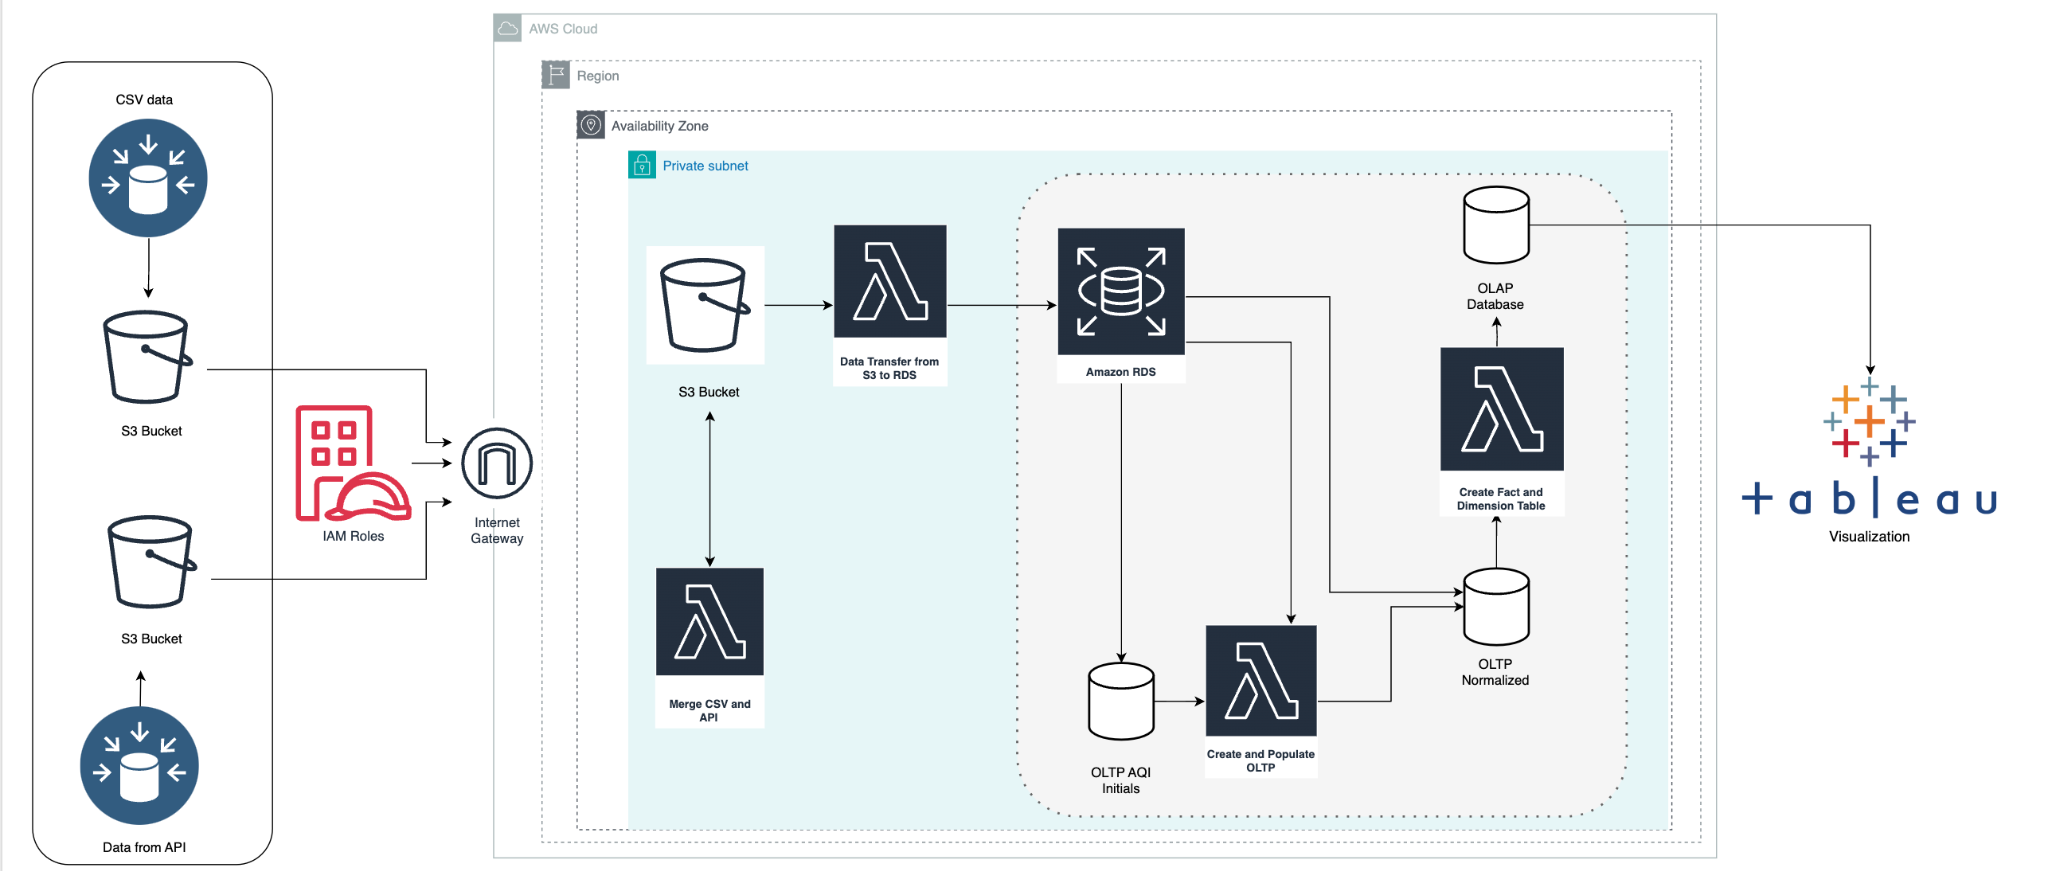 AWS Cloud
Region
Availability Zone
Private subnet
CSV data
S3 Bucket
S3 Bucket
Data from API
IAM Roles
Internet
Gateway
S3 Bucket
Merge CSV and
API
Data Transfer from
S3 to RDS
Amazon RDS
OLTP AQI
Initials
Create and Populate
OLTP
OLTP
Normalized
Create Fact and
Dimension Table
OLAP
Database
+ableau
Visualization